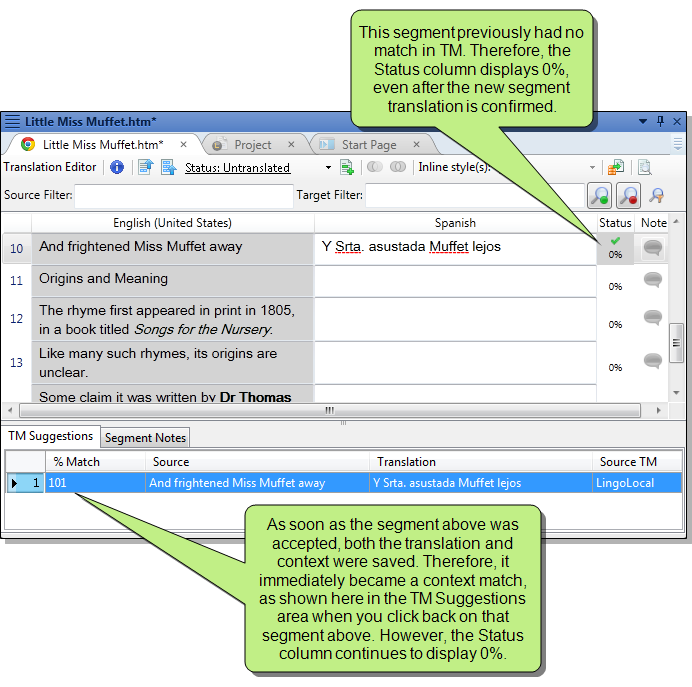 This segment previously had no
match in TM. Therefore, the
Status column displays 0%,
even after the new segment
translation is confirmed.
Little Miss Muffet.htm*
Little Miss Muffet.htm* × Project × Start Page ×
Translation Editor Status: Untranslated Inline style(s):
Source Filter: Target Filter:
English (United States) Spanish Status Note
10 And frightened Miss Muffet away Y Srta. asustada Muffet lejos 0%
11 Origins and Meaning 0%
12 The rhyme first appeared in print in 1805,
in a book titled Songs for the Nursery. 0%
13 Like many such rhymes, its origins are
unclear. 0%
Some claim it was written by Dr Thomas
TM Suggestions Segment Notes
% Match Source Translation Source TM
1 101 And frightened Miss Muffet away Y Srta. asustada Muffet lejos LingoLocal
As soon as the segment above was
accepted, both the translation and
context were saved. Therefore, it
immediately became a context match,
as shown here in the TM Suggestions
area when you click back on that
segment above. However, the Status
column continues to display 0%.